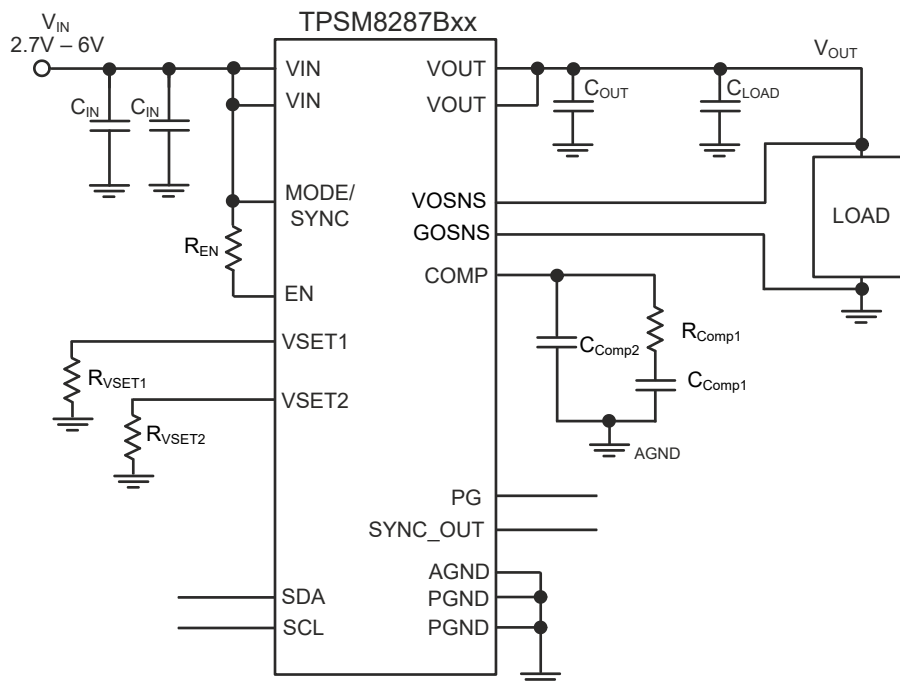 TPSM8287Bxx
VIN
2.7V – 6V
VIN
VIN
CIN
CIN
MODE/
SYNC
REN
EN
VSET1
RVSET1
VSET2
RVSET2
SDA
SCL
VOUT
VOUT
VOUT
COUT
CLOAD
VOSNS
GOSNS
LOAD
COMP
CComp2
RComp1
CComp1
AGND
PG
SYNC_OUT
AGND
PGND
PGND